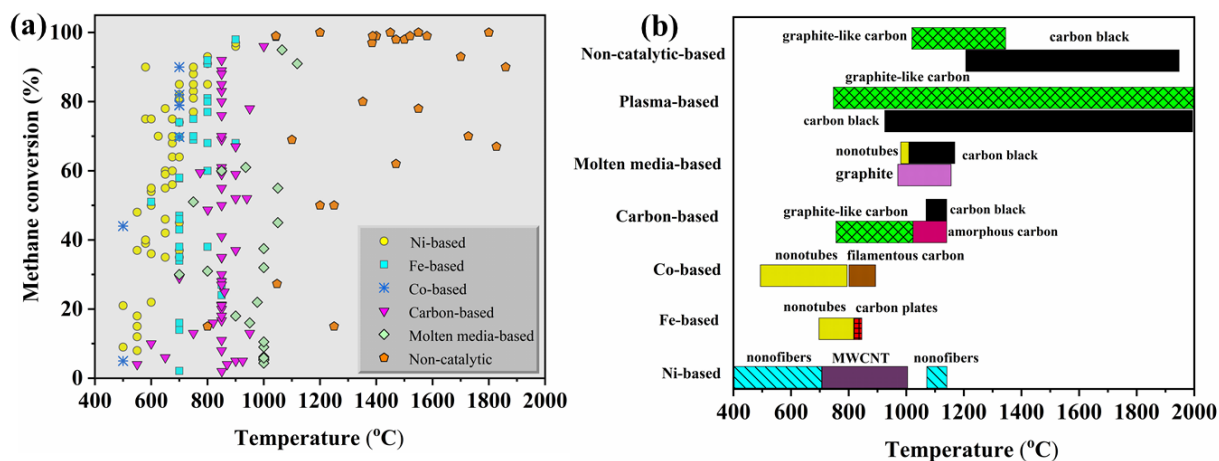 (a)
Methane conversion (%)
100
80
60
40
20
0
Ni-based
Fe-based
Co-based
Carbon-based
Molten media-based
Non-catalytic
400 600 800 1000 1200 1400 1600 1800 2000
Temperature (°C)
(b)
Non-catalytic-based
graphite-like carbon
carbon black
Plasma-based
graphite-like carbon
carbon black
Molten media-based
nonotubes
carbon black
graphite
Carbon-based
graphite-like carbon
carbon black
amorphous carbon
Co-based
nonotubes filamentous carbon
Fe-based
nonotubes carbon plates
Ni-based
nonofibers MWCNT nonofibers
400 600 800 1000 1200 1400 1600 1800 2000
Temperature (°C)